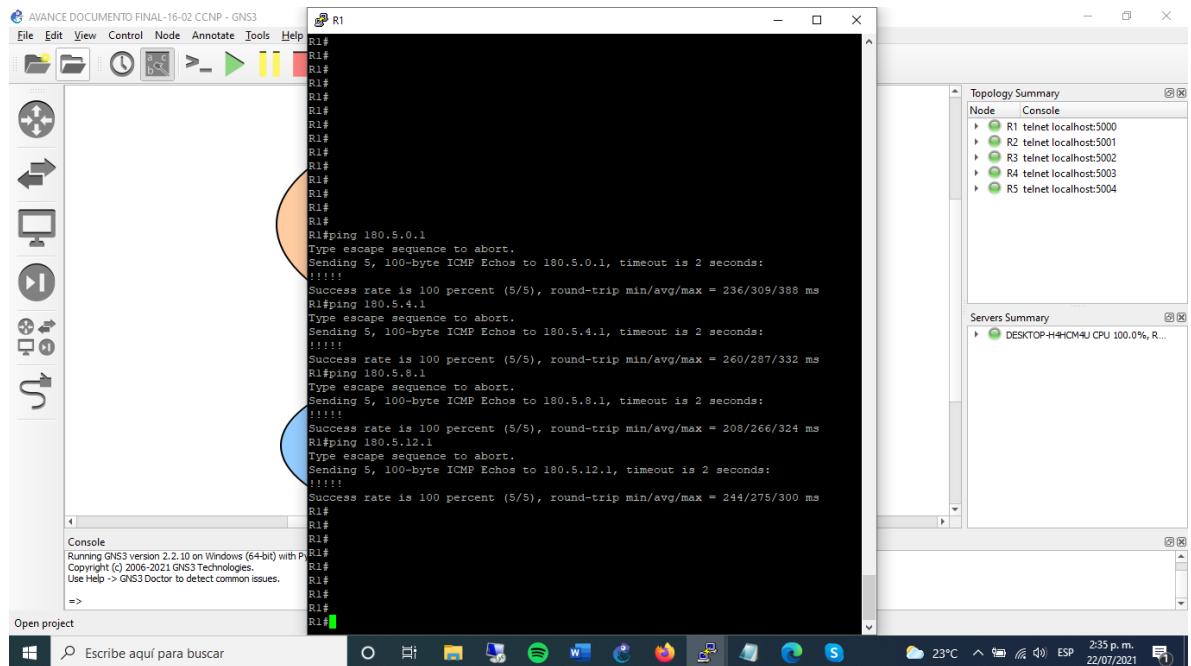 AVANCE DOCUMENTO FINAL-16-02 CCNP - GNS3
File Edit View Control Node Annotate Tools Help
R1
R1#
R1#
R1#
R1#
R1#
R1#
R1#
R1#
R1#
R1#
R1#
R1#
R1#
R1#
R1#ping 180.5.0.1
Type escape sequence to abort.
Sending 5, 100-byte ICMP Echos to 180.5.0.1, timeout is 2 seconds:
!!!!!
Success rate is 100 percent (5/5), round-trip min/avg/max = 236/309/388 ms
R1#ping 180.5.4.1
Type escape sequence to abort.
Sending 5, 100-byte ICMP Echos to 180.5.4.1, timeout is 2 seconds:
!!!!!
Success rate is 100 percent (5/5), round-trip min/avg/max = 260/287/332 ms
R1#ping 180.5.8.1
Type escape sequence to abort.
Sending 5, 100-byte ICMP Echos to 180.5.8.1, timeout is 2 seconds:
!!!!!
Success rate is 100 percent (5/5), round-trip min/avg/max = 208/266/324 ms
R1#ping 180.5.12.1
Type escape sequence to abort.
Sending 5, 100-byte ICMP Echos to 180.5.12.1, timeout is 2 seconds:
!!!!!
Success rate is 100 percent (5/5), round-trip min/avg/max = 244/275/300 ms
R1#
R1#
R1#
R1#
R1#
R1#
R1#
R1#
R1#
Topology Summary
Node Console
R1 telnet localhost:5000
R2 telnet localhost:5001
R3 telnet localhost:5002
R4 telnet localhost:5003
R5 telnet localhost:5004
Servers Summary
DESKTOP-H4HCM4U CPU 100.0%, R...
Console
Running GNS3 version 2.2.10 on Windows (64-bit) with Py
Copyright (c) 2006-2021 GNS3 Technologies.
Use Help -> GNS3 Doctor to detect common issues.
=>
Open project
Escribe aquí para buscar
23°C
ESP
2:35 p. m.
22/07/2021
1